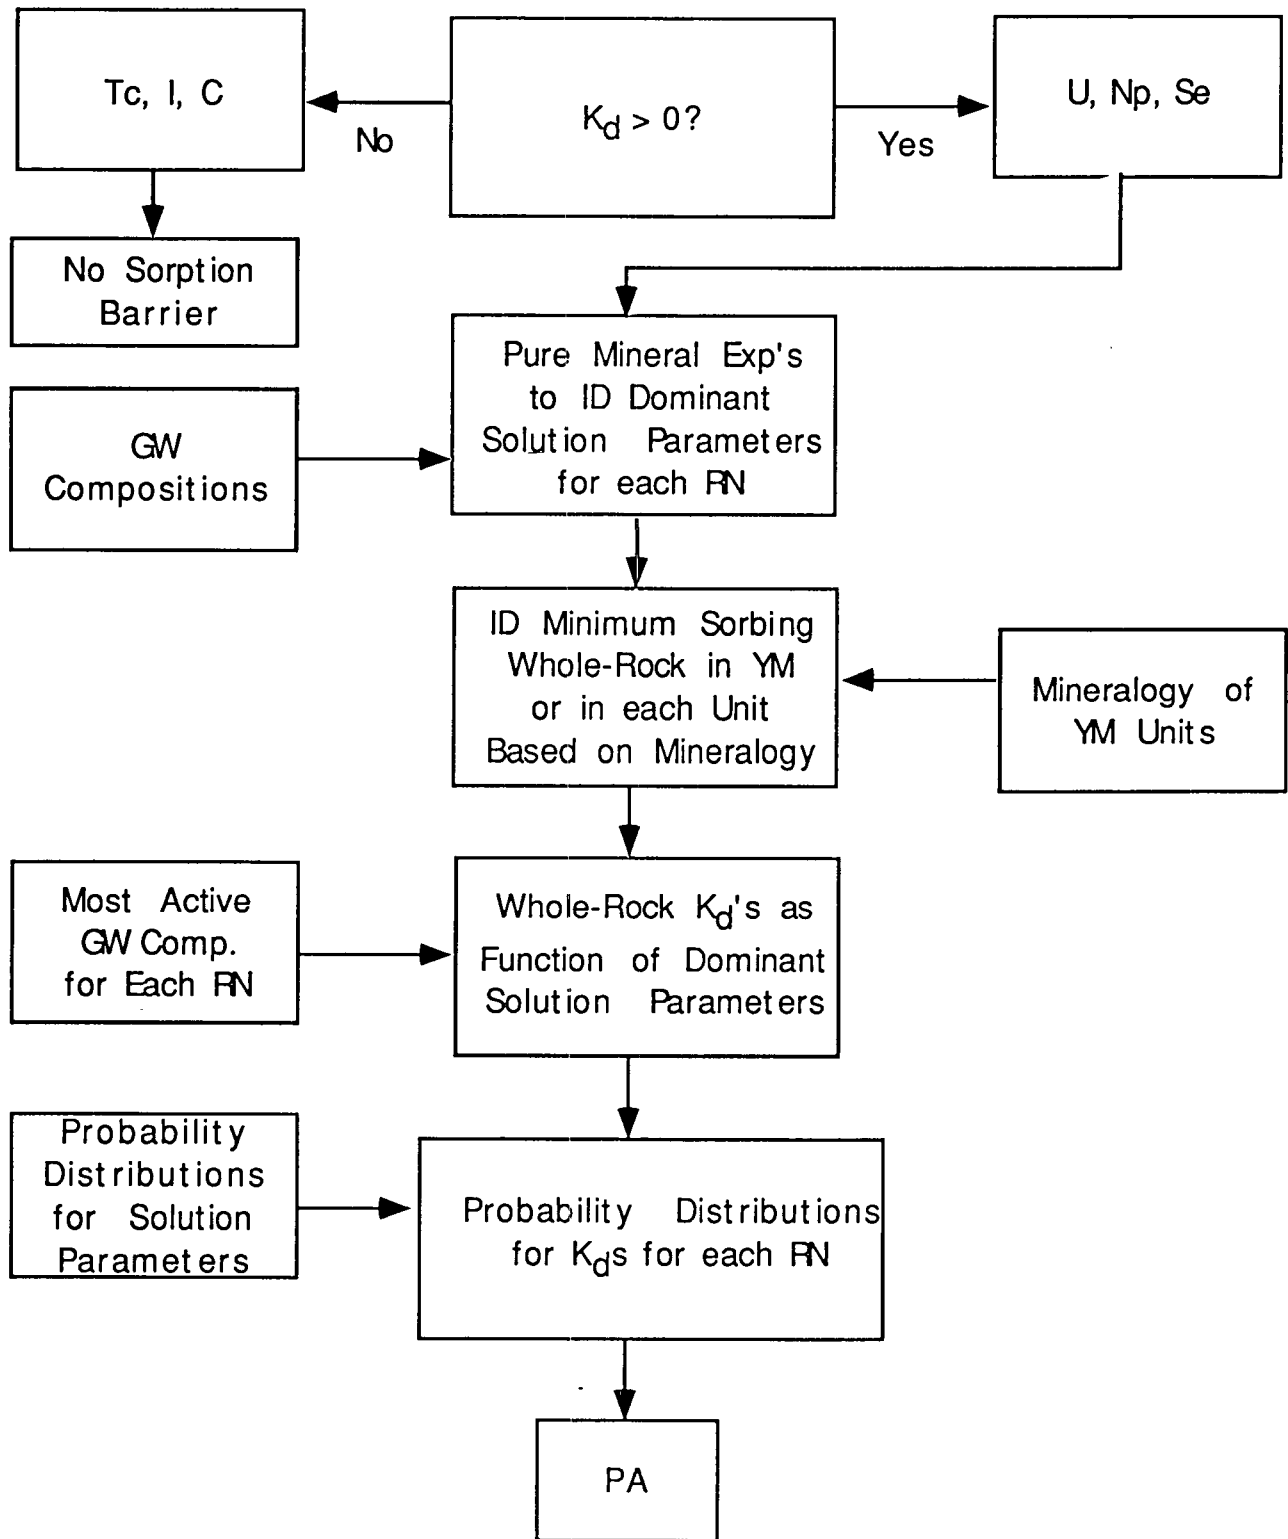 Tc, I, C
No
Kd > 0?
Yes
U, Np, Se
No Sorption
Barrier
Pure Mineral Exp's
to ID Dominant
Solution Parameters
for each RN
GW
Compositions
ID Minimum Sorbing
Whole-Rock in YM
or in each Unit
Based on Mineralogy
Mineralogy of
YM Units
Most Active
GW Comp.
for Each RN
Whole-Rock Kd's as
Function of Dominant
Solution Parameters
Probability
Distributions
for Solution
Parameters
Probability Distributions
for Kds for each RN
PA